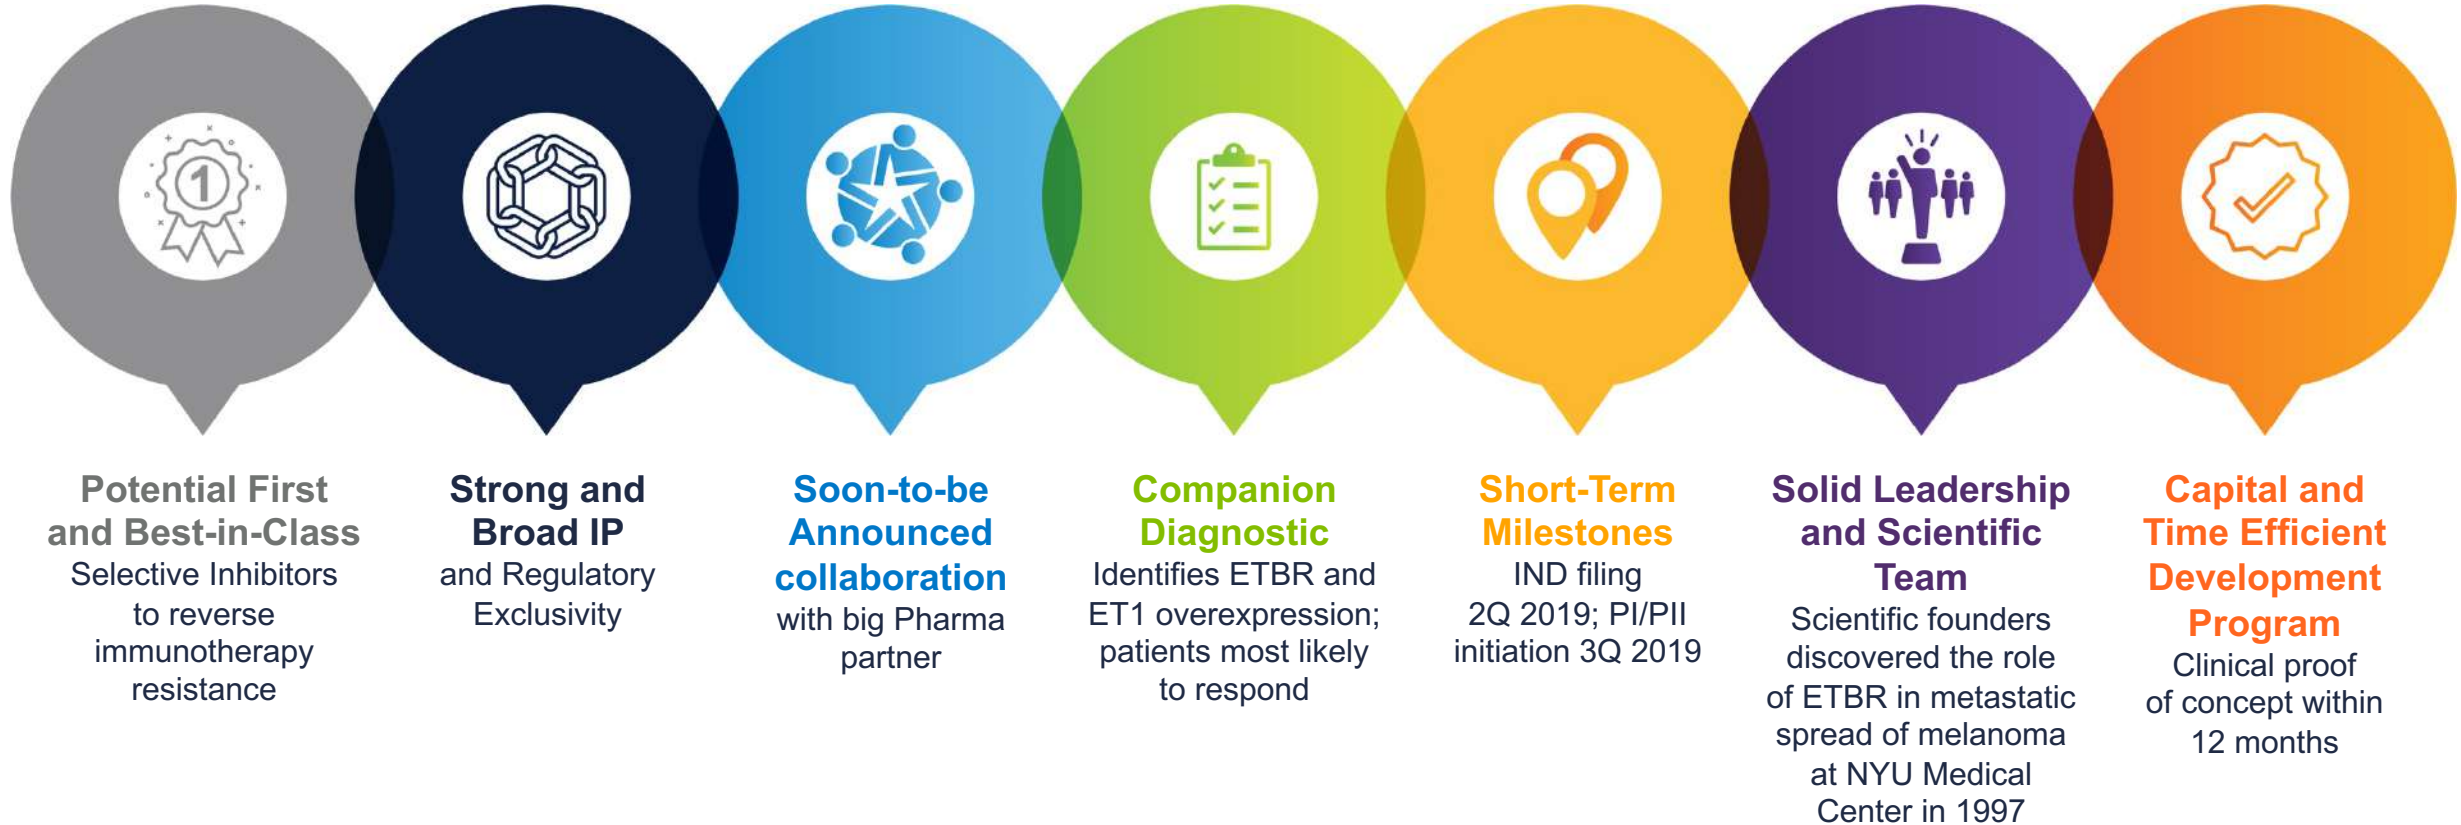 1
Potential First
and Best-in-Class
Selective Inhibitors
to reverse
immunotherapy
resistance
Strong and
Broad IP
and Regulatory
Exclusivity
Soon-to-be
Announced
collaboration
with big Pharma
partner
Companion
Diagnostic
Identifies ETBR and
ET1 overexpression;
patients most likely
to respond
Short-Term
Milestones
IND filing
2Q 2019; PI/PII
initiation 3Q 2019
Solid Leadership
and Scientific
Team
Scientific founders
discovered the role
of ETBR in metastatic
spread of melanoma
at NYU Medical
Center in 1997
Capital and
Time Efficient
Development
Program
Clinical proof
of concept within
12 months